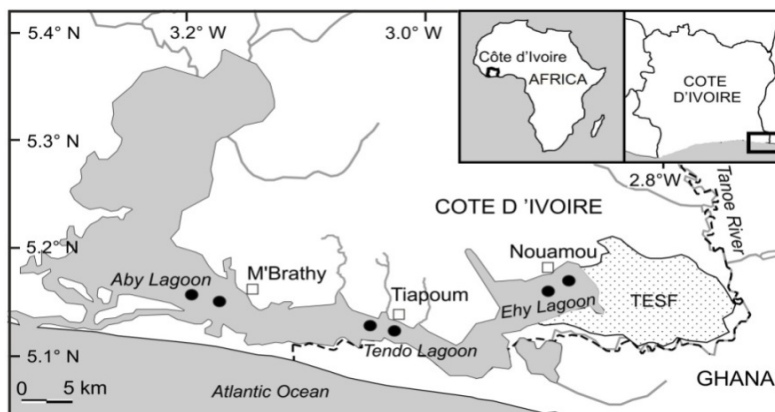 5.4° N
3.2° W
3.0° W
Côte d'Ivoire
AFRICA
COTE
D'IVOIRE
5.3° N
2.8° W
Tanoe River
COTE D 'IVOIRE
5.2° N
Nouamou
Aby Lagoon
M'Brathy
Tiapoum
Ehy Lagoon
TESF
5.1° N
Tendo Lagoon
GHANA
0 5 km
Atlantic Ocean